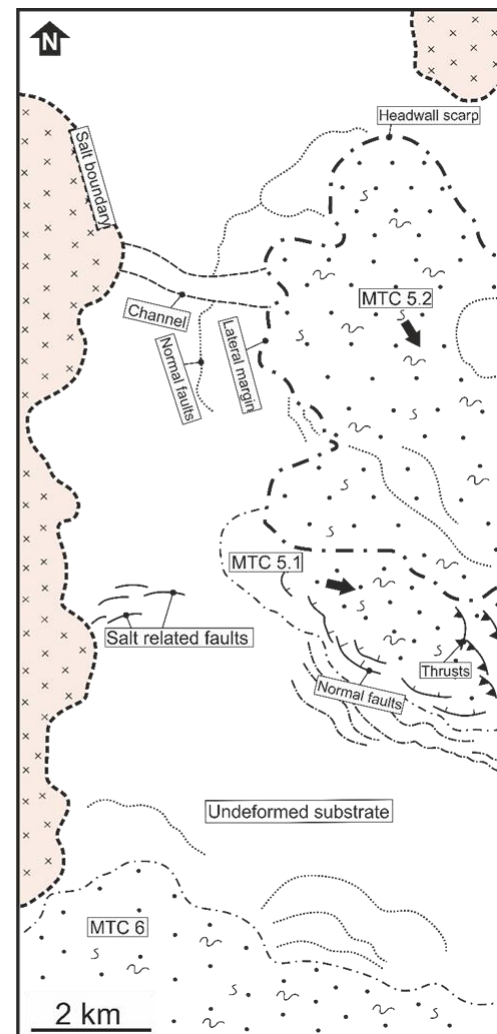 N
Headwall scarp
Salt boundary
MTC 5.2
Channel
Normal faults
Lateral margin
MTC 5.1
Salt related faults
Thrusts
Normal faults
Undeformed substrate
MTC 6
2 km